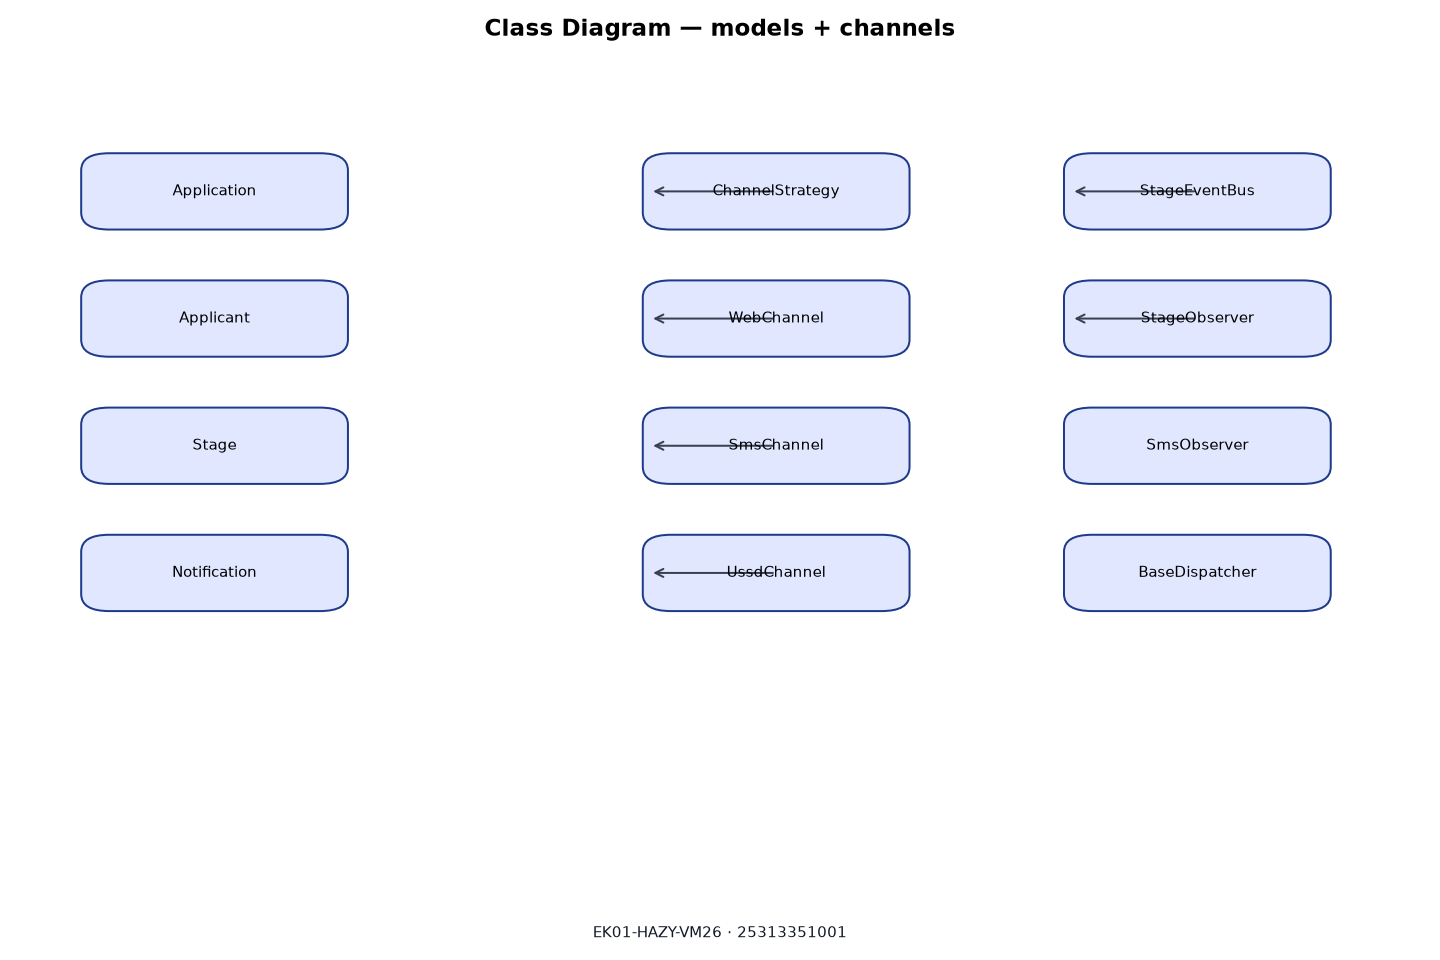 Class Diagram — models + channels
Application
ChannelStrategy
StageEventBus
Applicant
WebChannel
StageObserver
Stage
SmsChannel
SmsObserver
Notification
UssdChannel
BaseDispatcher
EK01-HAZY-VM26 · 25313351001